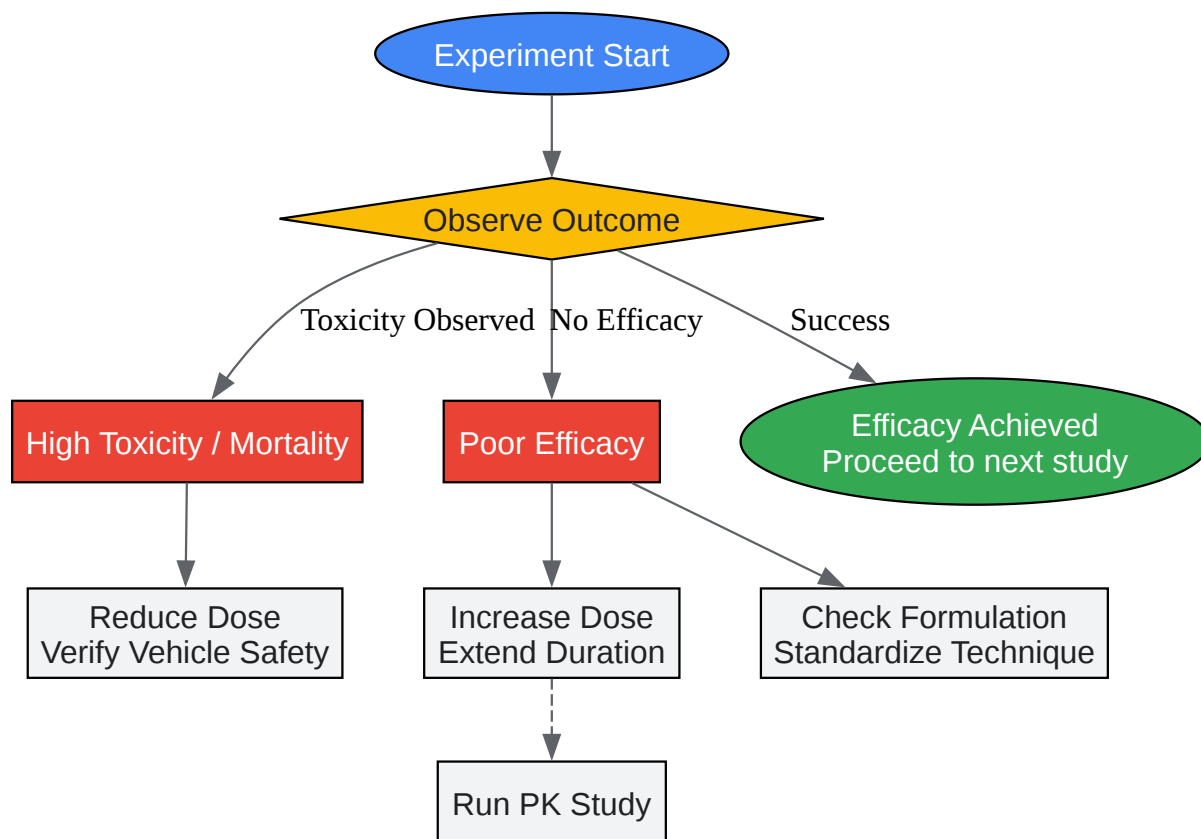 Experiment Start
Observe Outcome
Toxicity Observed
No Efficacy
Success
High Toxicity / Mortality
Poor Efficacy
Efficacy Achieved
Proceed to next study
Reduce Dose
Verify Vehicle Safety
Increase Dose
Extend Duration
Check Formulation
Standardize Technique
Run PK Study